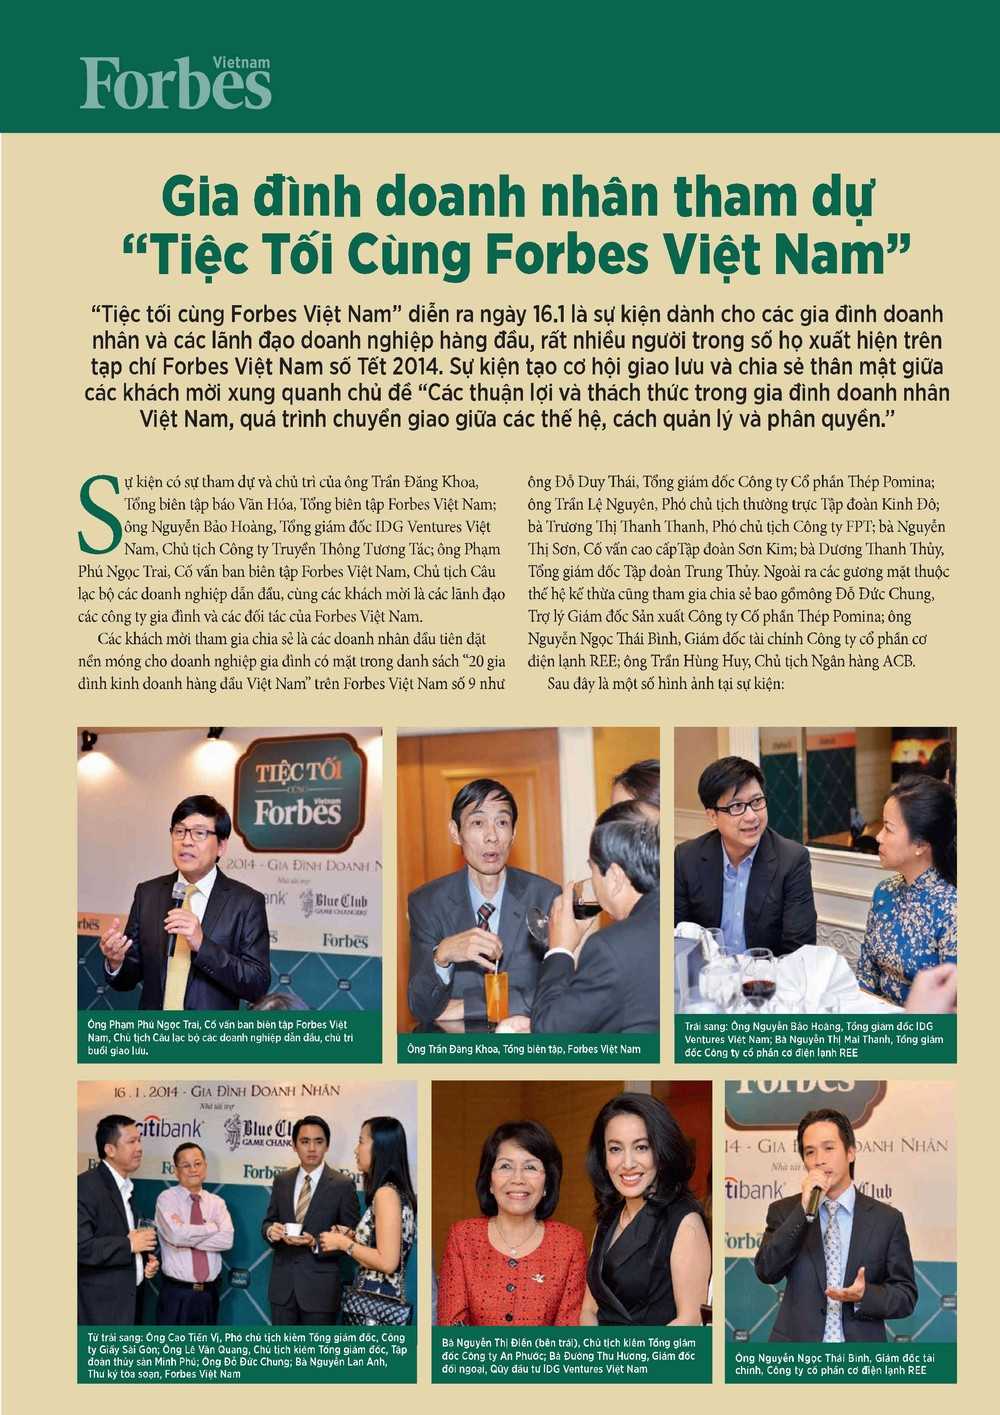 Forbes Vietnam
Gia đình doanh nhân tham dự
“Tiệc Tối Cùng Forbes Việt Nam”
“Tiệc tối cùng Forbes Việt Nam” diễn ra ngày 16.1 là sự kiện dành cho các gia đình doanh
nhân và các lãnh đạo doanh nghiệp hàng đầu, rất nhiều người trong số họ xuất hiện trên
tạp chí Forbes Việt Nam số Tết 2014. Sự kiện tạo cơ hội giao lưu và chia sẻ thân mật giữa
các khách mời xung quanh chủ đề “Các thuận lợi và thách thức trong gia đình doanh nhân
Việt Nam, quá trình chuyển giao giữa các thế hệ, cách quản lý và phân quyền.”
Sự kiện có sự tham dự và chủ trì của ông Trần Đăng Khoa,
Tổng biên tập báo Văn Hóa, Tổng biên tập Forbes Việt Nam;
ông Nguyễn Bảo Hoàng, Tổng giám đốc IDG Ventures Việt
Nam, Chủ tịch Công ty Truyền Thông Tương Tác; ông Phạm
Phú Ngọc Trai, Cố vấn ban biên tập Forbes Việt Nam, Chủ tịch Câu
lạc bộ các doanh nghiệp dẫn đầu, cùng các khách mời là các lãnh đạo
các công ty gia đình và các đối tác của Forbes Việt Nam.
Các khách mời tham gia chia sẻ là các doanh nhân đầu tiên đặt
nền móng cho doanh nghiệp gia đình có mặt trong danh sách “20 gia
đình kinh doanh hàng đầu Việt Nam” trên Forbes Việt Nam số 9 như
ông Đỗ Duy Thái, Tổng giám đốc Công ty Cổ phần Thép Pomina;
ông Trần Lệ Nguyên, Phó chủ tịch thường trực Tập đoàn Kinh Đô;
bà Trương Thị Thanh Thanh, Phó chủ tịch Công ty FPT; bà Nguyễn
Thị Sơn, Cố vấn cao cấpTập đoàn Sơn Kim; bà Dương Thanh Thủy,
Tổng giám đốc Tập đoàn Trung Thủy. Ngoài ra các gương mặt thuộc
thế hệ kế thừa cũng tham gia chia sẻ bao gồmông Đỗ Đức Chung,
Trợ lý Giám đốc Sản xuất Công ty Cổ phần Thép Pomina; ông
Nguyễn Ngọc Thái Bình, Giám đốc tài chính Công ty cổ phần cơ
điện lạnh REE; ông Trần Hùng Huy, Chủ tịch Ngân hàng ACB.
Sau đây là một số hình ảnh tại sự kiện:
TIỆC TỐI
CÙNG
Forbes Vietnam
2014 - GIA ĐÌNH DOANH N
Nhà tài trợ
ank
Blue Club
GAME CHANGERS
rbes
Forbes
Ông Phạm Phú Ngọc Trai, Cố vấn ban biên tập Forbes Việt
Nam, Chủ tịch Câu lạc bộ các doanh nghiệp dẫn đầu, chủ trì
buổi giao lưu.
Ông Trần Đăng Khoa, Tổng biên tập, Forbes Việt Nam
Trái sang: Ông Nguyễn Bảo Hoàng, Tổng giám đốc IDG
Ventures Việt Nam; Bà Nguyễn Thị Mai Thanh, Tổng giám
đốc Công ty cổ phần cơ điện lạnh REE
16.1.2014 - GIA ĐÌNH DOANH NHÂN
Nhà tài trợ
citibank
Blue Club
GAME CHANG
Forbes
Forbes
Forbes
Từ trái sang: Ông Cao Tiến Vị, Phó chủ tịch kiêm Tổng giám đốc, Công
ty Giấy Sài Gòn; Ông Lê Văn Quang, Chủ tịch kiêm Tổng giám đốc, Tập
đoàn thủy sản Minh Phú; Ông Đỗ Đức Chung; Bà Nguyễn Lan Anh,
Thư ký tòa soạn, Forbes Việt Nam
Bà Nguyễn Thị Điền (bên trái), Chủ tịch kiêm Tổng giám
đốc Công ty An Phước; Bà Đường Thu Hương, Giám đốc
đối ngoại, Qũy đầu tư IDG Ventures Việt Nam
Forbes
14 - GIA Đ OANH NHÂN
Nhà tài
tibank
Club
Forb
Ông Nguyễn Ngọc Thái Bình, Giám đốc tài
chính, Công ty cổ phần cơ điện lạnh REE